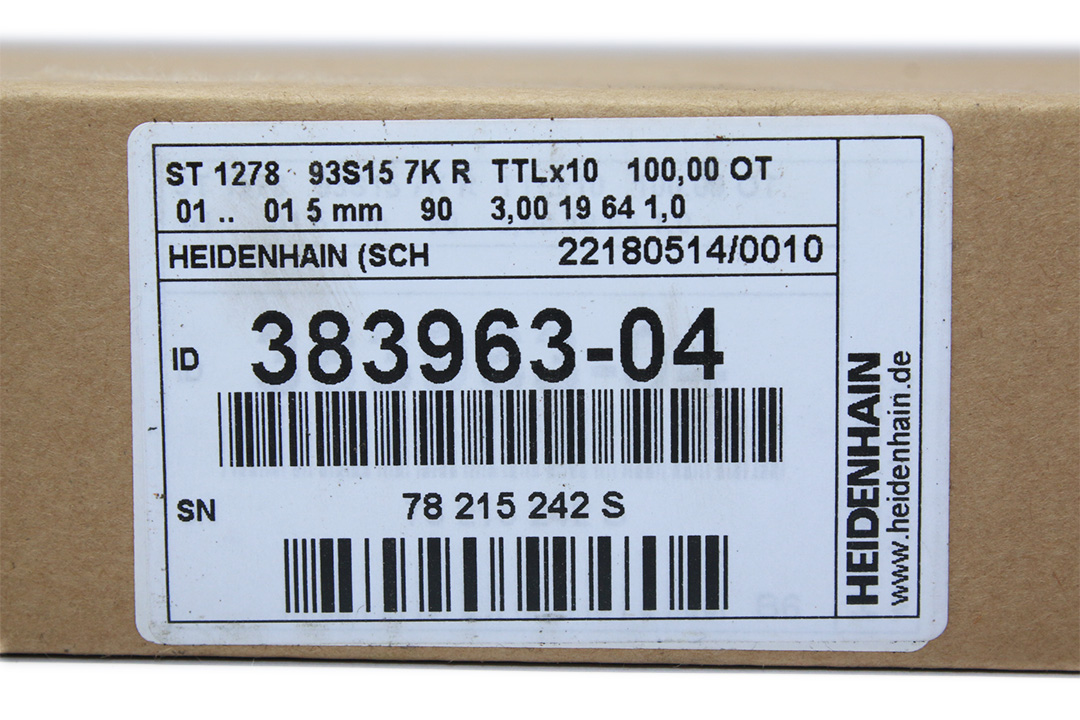 ST 1278 93S15 7K R TTLx10 100,00 OT
01 .. 01 5 mm 90 3,00 19 64 1,0
HEIDENHAIN (SCH 22180514/0010
ID 383963-04
SN 78 215 242 S
HEIDENHAIN
www.heidenhain.de